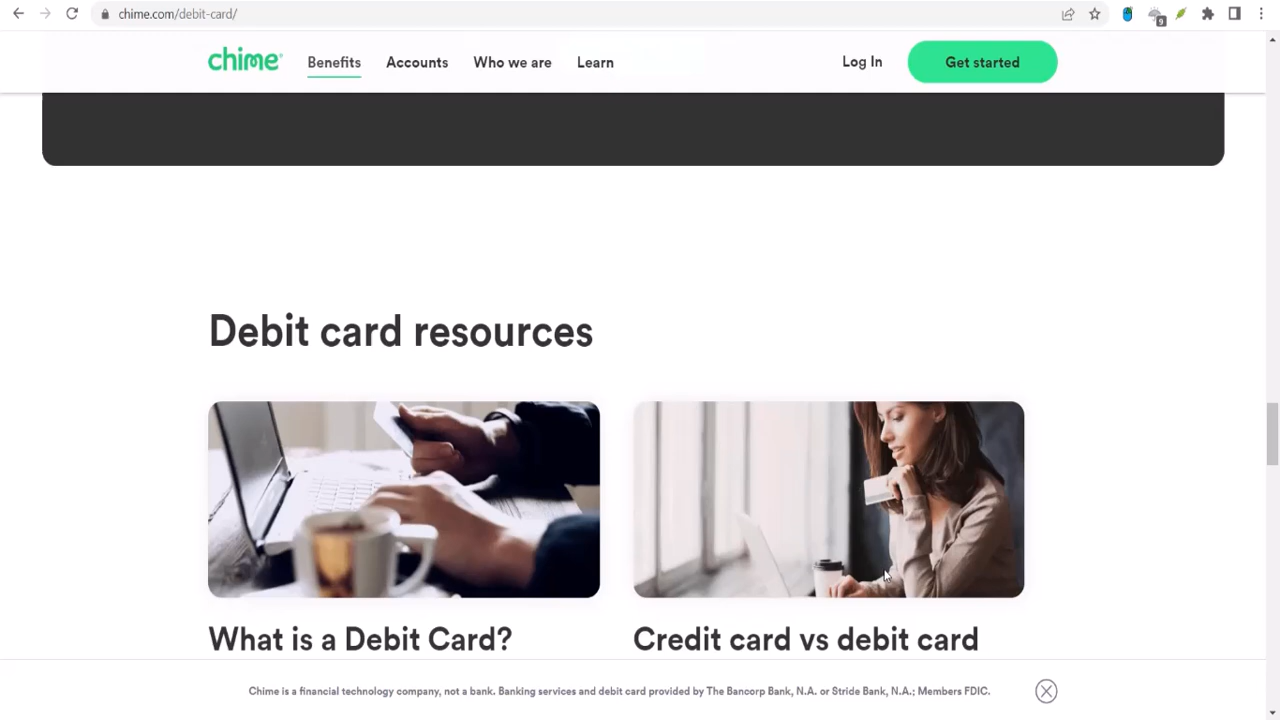 chime.com/debit-card/
9
chime
Benefits
Accounts
Who we are
Learn
Log In
Get started
Debit card resources
What is a Debit Card?
Credit card vs debit card
Chime is a financial technology company, not a bank. Banking services and debit card provided by The Bancorp Bank, N.A. or Stride Bank, N.A.; Members FDIC.